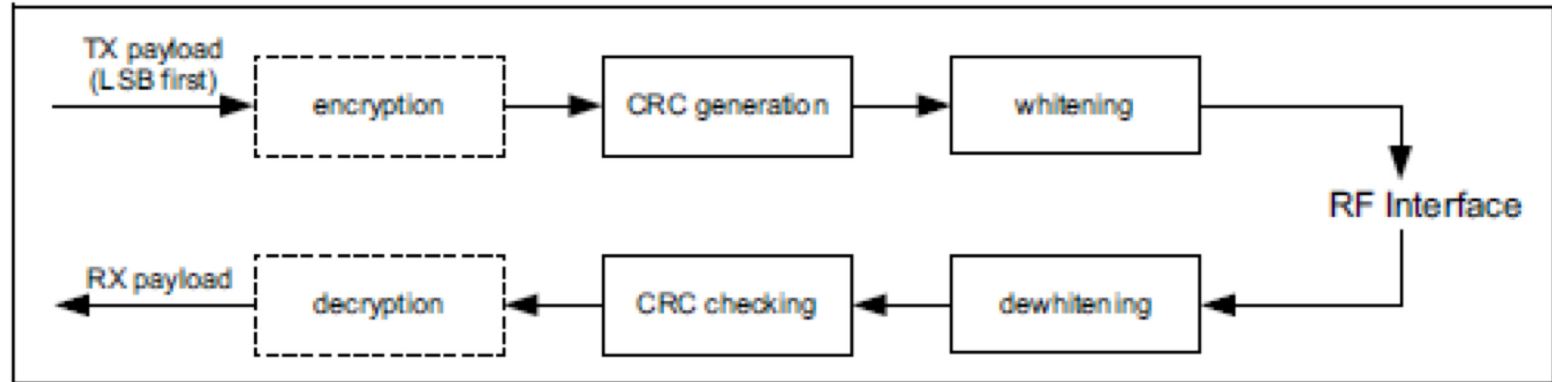 TX payload
(LSB first)
encryption
CRC generation
whitening
RF Interface
RX payload
decryption
CRC checking
dewhitening